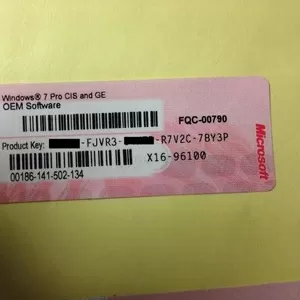 Windows® 7 Pro CIS and GE
OEM Software
FQC-00790
Product Key: -FJVR3- -R7V2C-78Y3P
X16-96100
00186-141-502-134
Microsoft